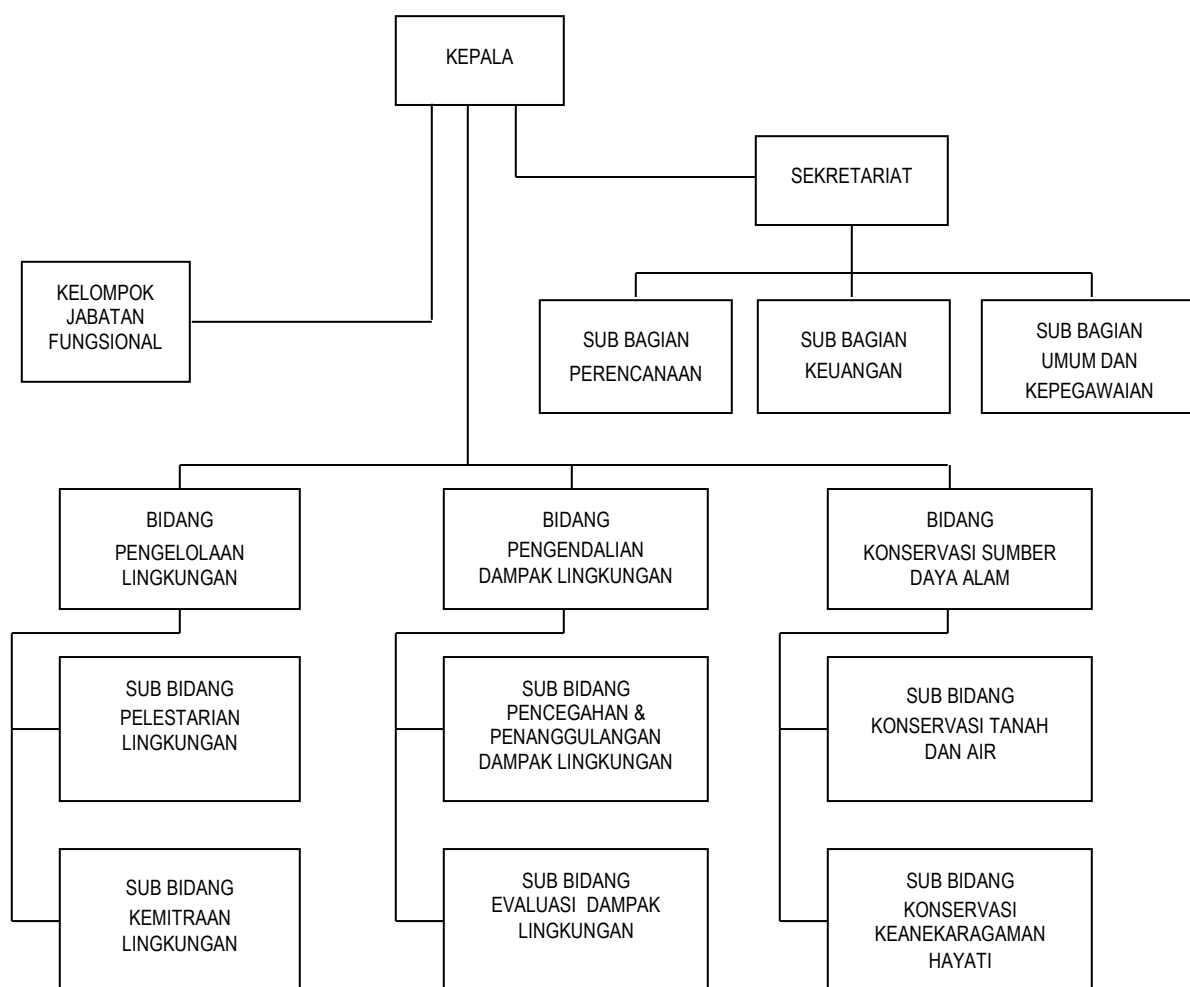 KEPALA
SEKRETARIAT
KELOMPOK
JABATAN
FUNGSIONAL
SUB BAGIAN
PERENCANAAN
SUB BAGIAN
KEUANGAN
SUB BAGIAN
UMUM DAN
KEPEGAWAIAN
BIDANG
PENGELOLAAN
LINGKUNGAN
BIDANG
PENGENDALIAN
DAMPAK LINGKUNGAN
BIDANG
KONSERVASI SUMBER
DAYA ALAM
SUB BIDANG
PELESTARIAN
LINGKUNGAN
SUB BIDANG
PENCEGAHAN &
PENANGGULANGAN
DAMPAK LINGKUNGAN
SUB BIDANG
KONSERVASI TANAH
DAN AIR
SUB BIDANG
KEMITRAAN
LINGKUNGAN
SUB BIDANG
EVALUASI DAMPAK
LINGKUNGAN
SUB BIDANG
KONSERVASI
KEANEKARAGAMAN
HAYATI